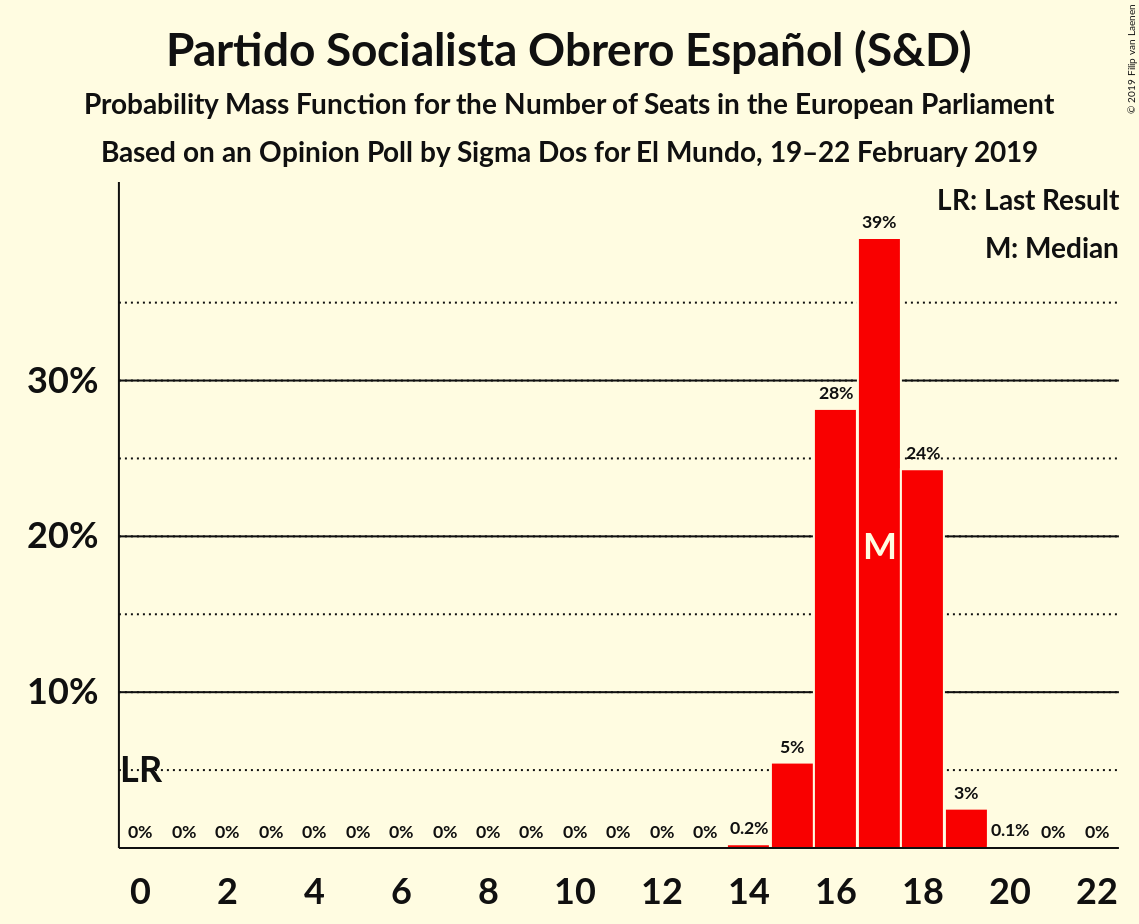 Partido Socialista Obrero Español (S&D)
Probability Mass Function for the Number of Seats in the European Parliament
Based on an Opinion Poll by Sigma Dos for El Mundo, 19–22 February 2019
© 2019 Filip van Laenen
LR: Last Result
M: Median
39%
30%
28%
24%
20%
M
10%
LR
5%
3%
0% 0% 0% 0% 0% 0% 0% 0% 0% 0% 0% 0% 0% 0% 0.2% 0.1% 0% 0%
0 2 4 6 8 10 12 14 16 18 20 22